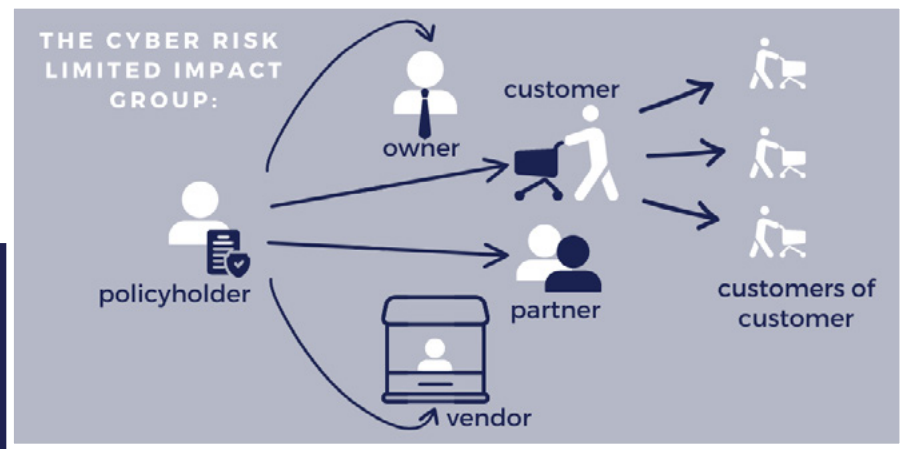 THE CYBER RISK
LIMITED IMPACT
GROUP:
customer
owner
policyholder
partner
customers of
customer
vendor